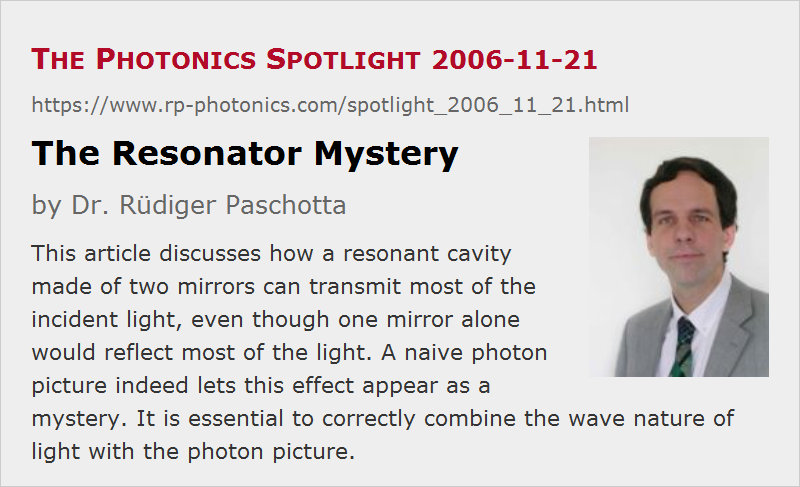 THE PHOTONICS SPOTLIGHT 2006-11-21
https://www.rp-photonics.com/spotlight_2006_11_21.html
The Resonator Mystery
by Dr. Rüdiger Paschotta
This article discusses how a resonant cavity
made of two mirrors can transmit most of the
incident light, even though one mirror alone
would reflect most of the light. A naive photon
picture indeed lets this effect appear as a
mystery. It is essential to correctly combine the wave nature of
light with the photon picture.